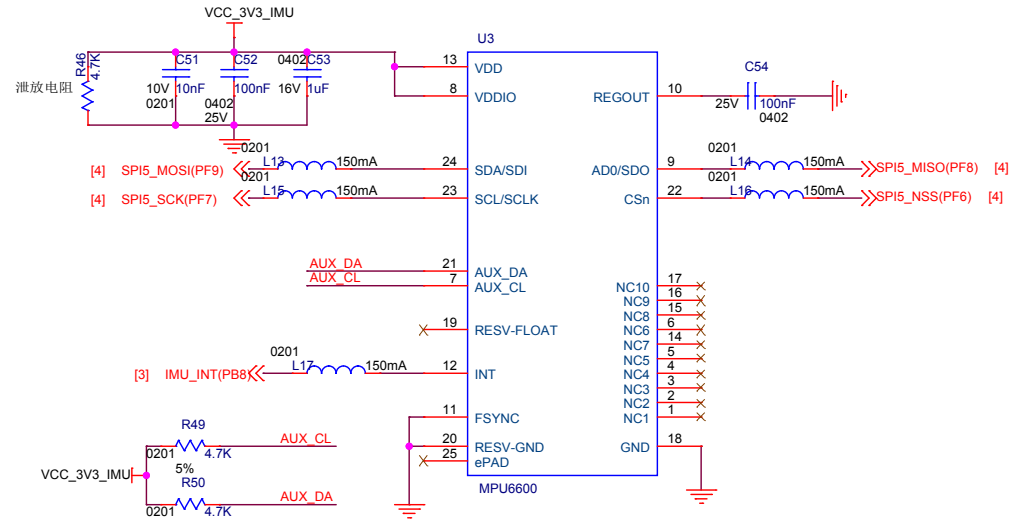 VCC_3V3_IMU
U3
R46
4.7K
泄放电阻
C51
10V
10nF
0201
C52
100nF
0402
25V
0402
C53
16V
1uF
13
VDD
8
VDDIO
REGOUT
10
C54
25V
100nF
0402
[4]
SPI5_MOSI(PF9)
0201
L13
150mA
24
SDA/SDI
AD0/SDO
9
0201
L14
150mA
SPI5_MISO(PF8)
[4]
[4]
SPI5_SCK(PF7)
0201
L15
150mA
23
SCL/SCLK
CSn
22
0201
L16
150mA
SPI5_NSS(PF6)
[4]
AUX_DA
21
AUX_DA
AUX_CL
7
AUX_CL
NC10
17
NC9
16
NC8
15
NC6
6
NC7
14
NC5
5
NC4
4
NC3
3
NC2
2
NC1
1
19
RESV-FLOAT
[3]
IMU_INT(PB8)
0201
L17
150mA
12
INT
11
FSYNC
20
RESV-GND
25
ePAD
GND
18
MPU6600
VCC_3V3_IMU
R49
0201
4.7K
AUX_CL
5%
R50
0201
4.7K
AUX_DA